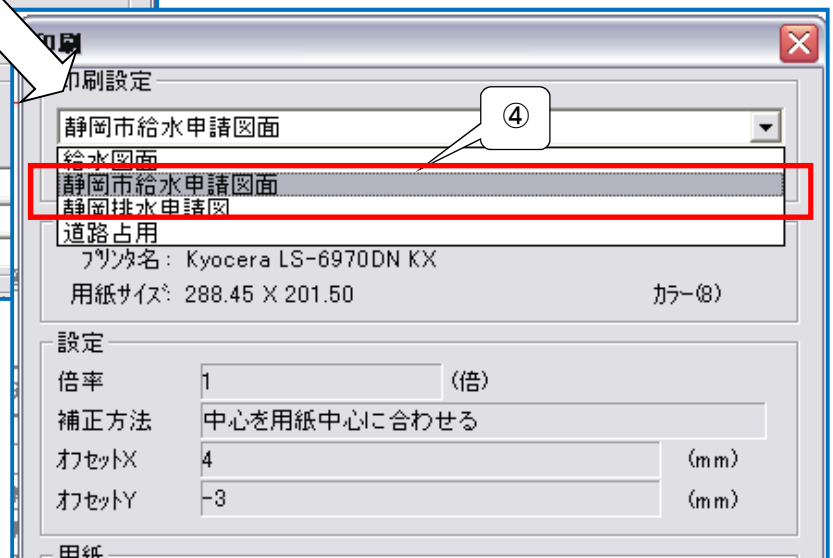 印刷
印刷設定
静岡市給水申請図面
④
給水図面
静岡市給水申請図面
静岡排水申請図
道路占用
ﾌﾟﾘﾝﾀ名： Kyocera LS-6970DN KX
用紙ｻｲｽﾞ： 288.45 X 201.50 ｶﾗｰ(8)
設定
倍率 1 (倍)
補正方法 中心を用紙中心に合わせる
ｵﾌｾｯﾄX 4 (mm)
ｵﾌｾｯﾄY -3 (mm)
用紙